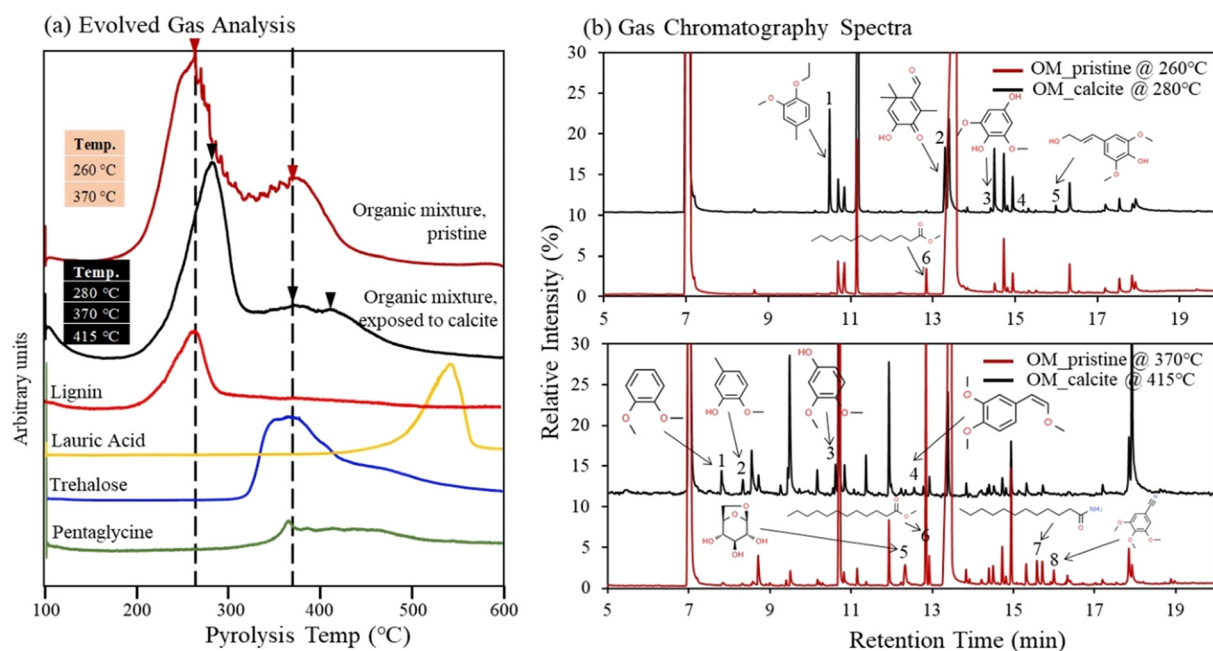 (a) Evolved Gas Analysis
Temp.
260 °C
370 °C
Organic mixture,
pristine
Temp.
280 °C
370 °C
415 °C
Organic mixture,
exposed to calcite
Lignin
Lauric Acid
Trehalose
Pentaglycine
Arbitrary units
100 200 300 400 500 600
Pyrolysis Temp (°C)
(b) Gas Chromatography Spectra
Relative Intensity (%)
30
25
20
15
10
5
0
OM_pristine @ 260°C
OM_calcite @ 280°C
1
2
3
4
5
6
5 7 9 11 13 15 17 19
30
25
20
15
10
5
0
OM_pristine @ 370°C
OM_calcite @ 415°C
1
2
3
4
5
6
7
8
5 7 9 11 13 15 17 19
Retention Time (min)